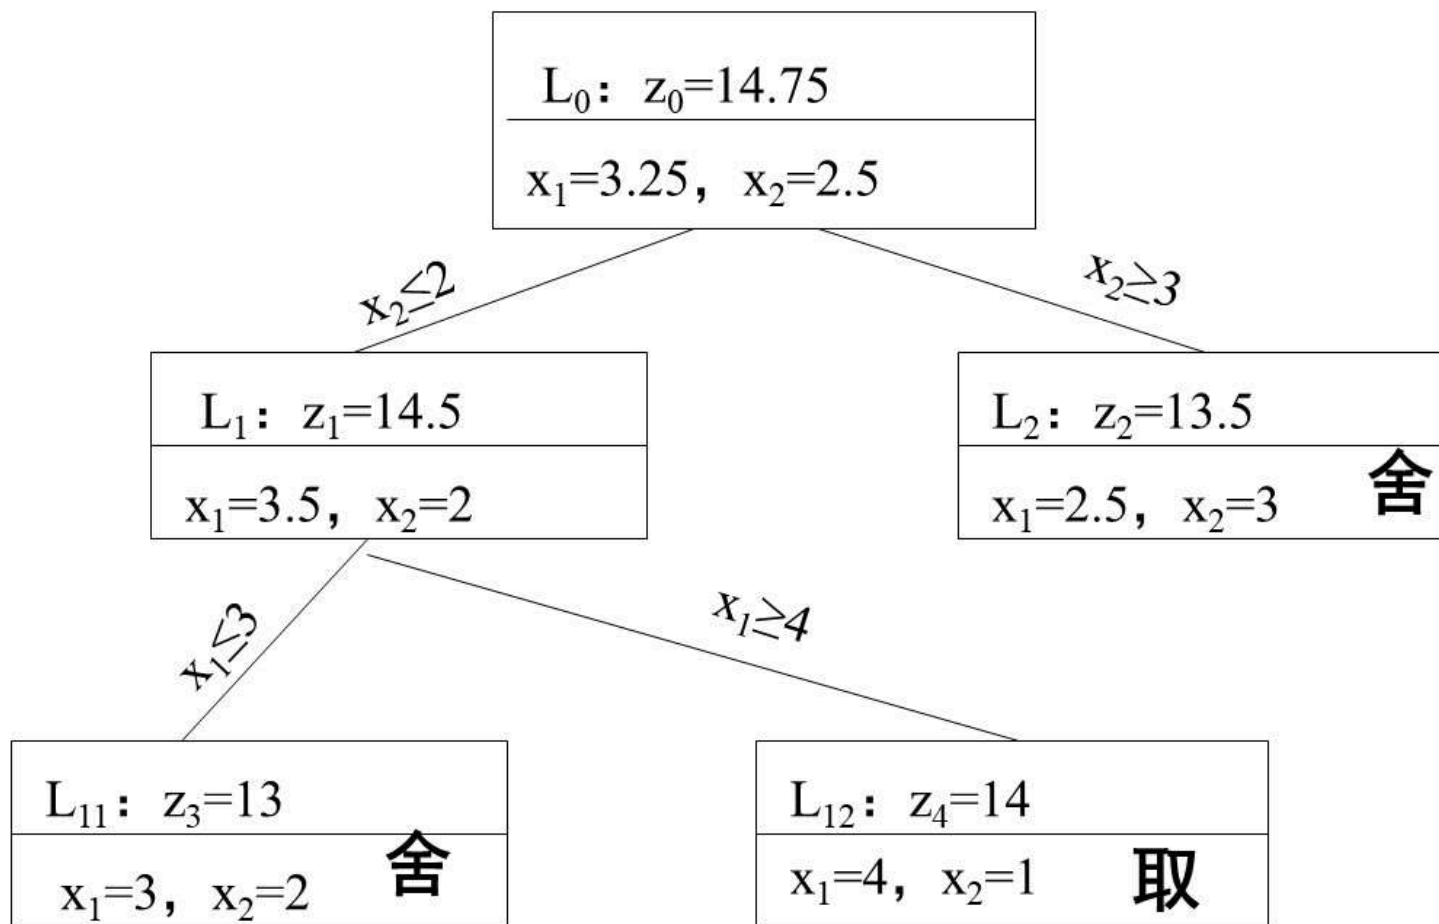 L₀：z₀=14.75
x₁=3.25，x₂=2.5
x₂≤2
x₂≥3
L₁：z₁=14.5
x₁=3.5，x₂=2
L₂：z₂=13.5
x₁=2.5，x₂=3
舍
x₁≤3
x₁≥4
L₁₁：z₃=13
x₁=3，x₂=2
舍
L₁₂：z₄=14
x₁=4，x₂=1
取